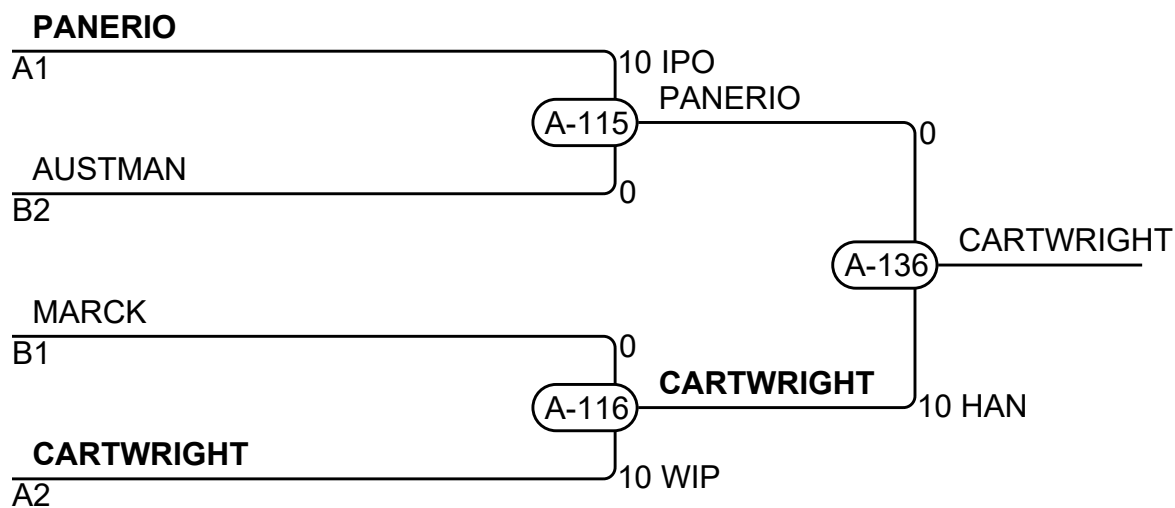 PANERIO
A1
10 IPO
PANERIO
A-115
0
AUSTMAN
B2
0
CARTWRIGHT
A-136
MARCK
B1
0
CARTWRIGHT
A-116
10 HAN
CARTWRIGHT
A2
10 WIP